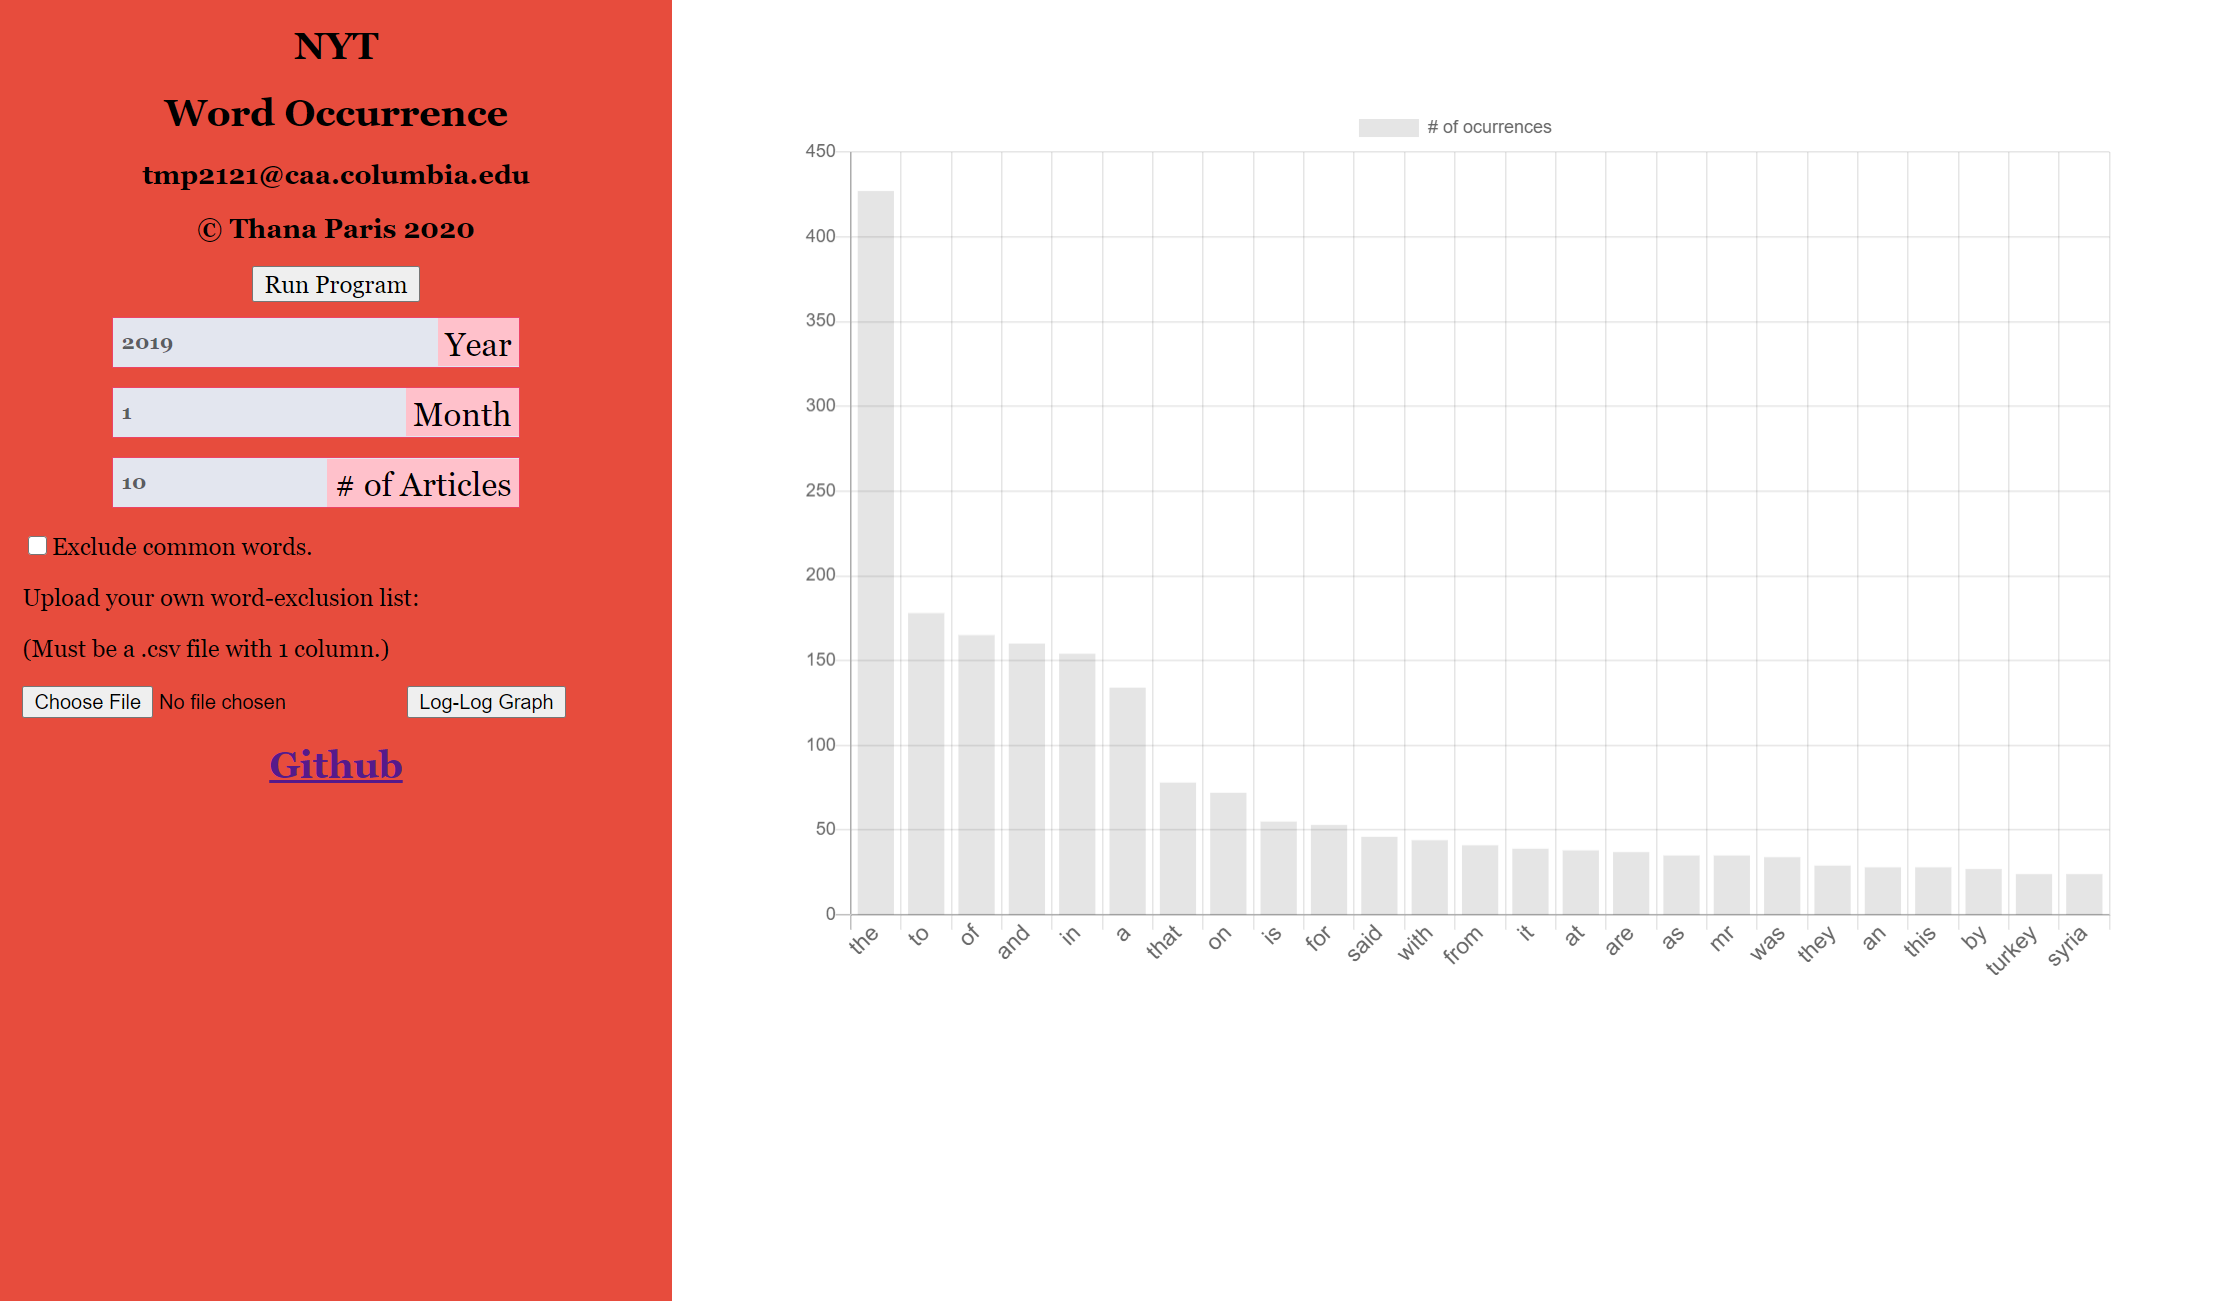 NYT
Word Occurrence
tmp2121@caa.columbia.edu
© Thana Paris 2020
Run Program
2019 Year
1 Month
10 # of Articles
Exclude common words.
Upload your own word-exclusion list:
(Must be a .csv file with 1 column.)
Choose File No file chosen Log-Log Graph
Github
# of ocurrences
450
400
350
300
250
200
150
100
50
0
the to of and in a that on is for said with from it at are as mr was they an this by turkey syria